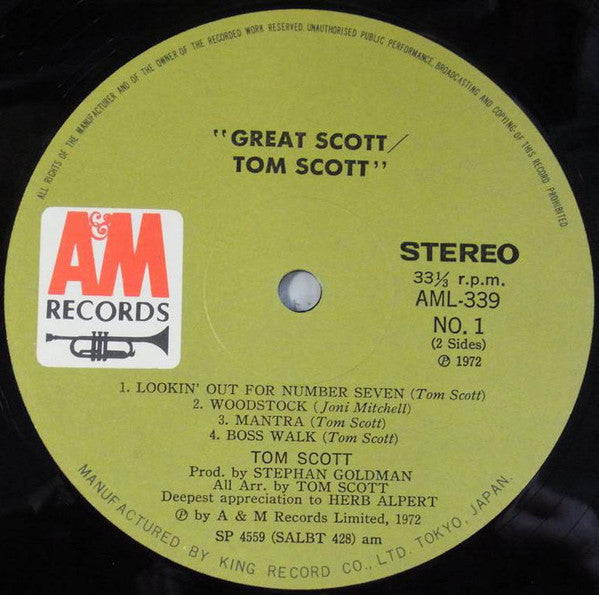 ALL RIGHTS OF THE MANUFACTURER AND OF THE OWNER OF THE RECORDED WORK RESERVED. UNAUTHORISED PUBLIC PERFORMANCE, BROADCASTING AND COPYING OF THIS RECORD PROHIBITED.
"GREAT SCOTT/
TOM SCOTT"
A&M
RECORDS
STEREO
33⅓ r.p.m.
AML-339
NO. 1
(2 Sides)
℗ 1972
1. LOOKIN' OUT FOR NUMBER SEVEN (Tom Scott)
2. WOODSTOCK (Joni Mitchell)
3. MANTRA (Tom Scott)
4. BOSS WALK (Tom Scott)
TOM SCOTT
Prod. by STEPHAN GOLDMAN
All Arr. by TOM SCOTT
Deepest appreciation to HERB ALPERT
℗ by A & M Records Limited, 1972
SP 4559 (SALBT 428) am
MANUFACTURED BY KING RECORD CO., LTD. TOKYO, JAPAN.